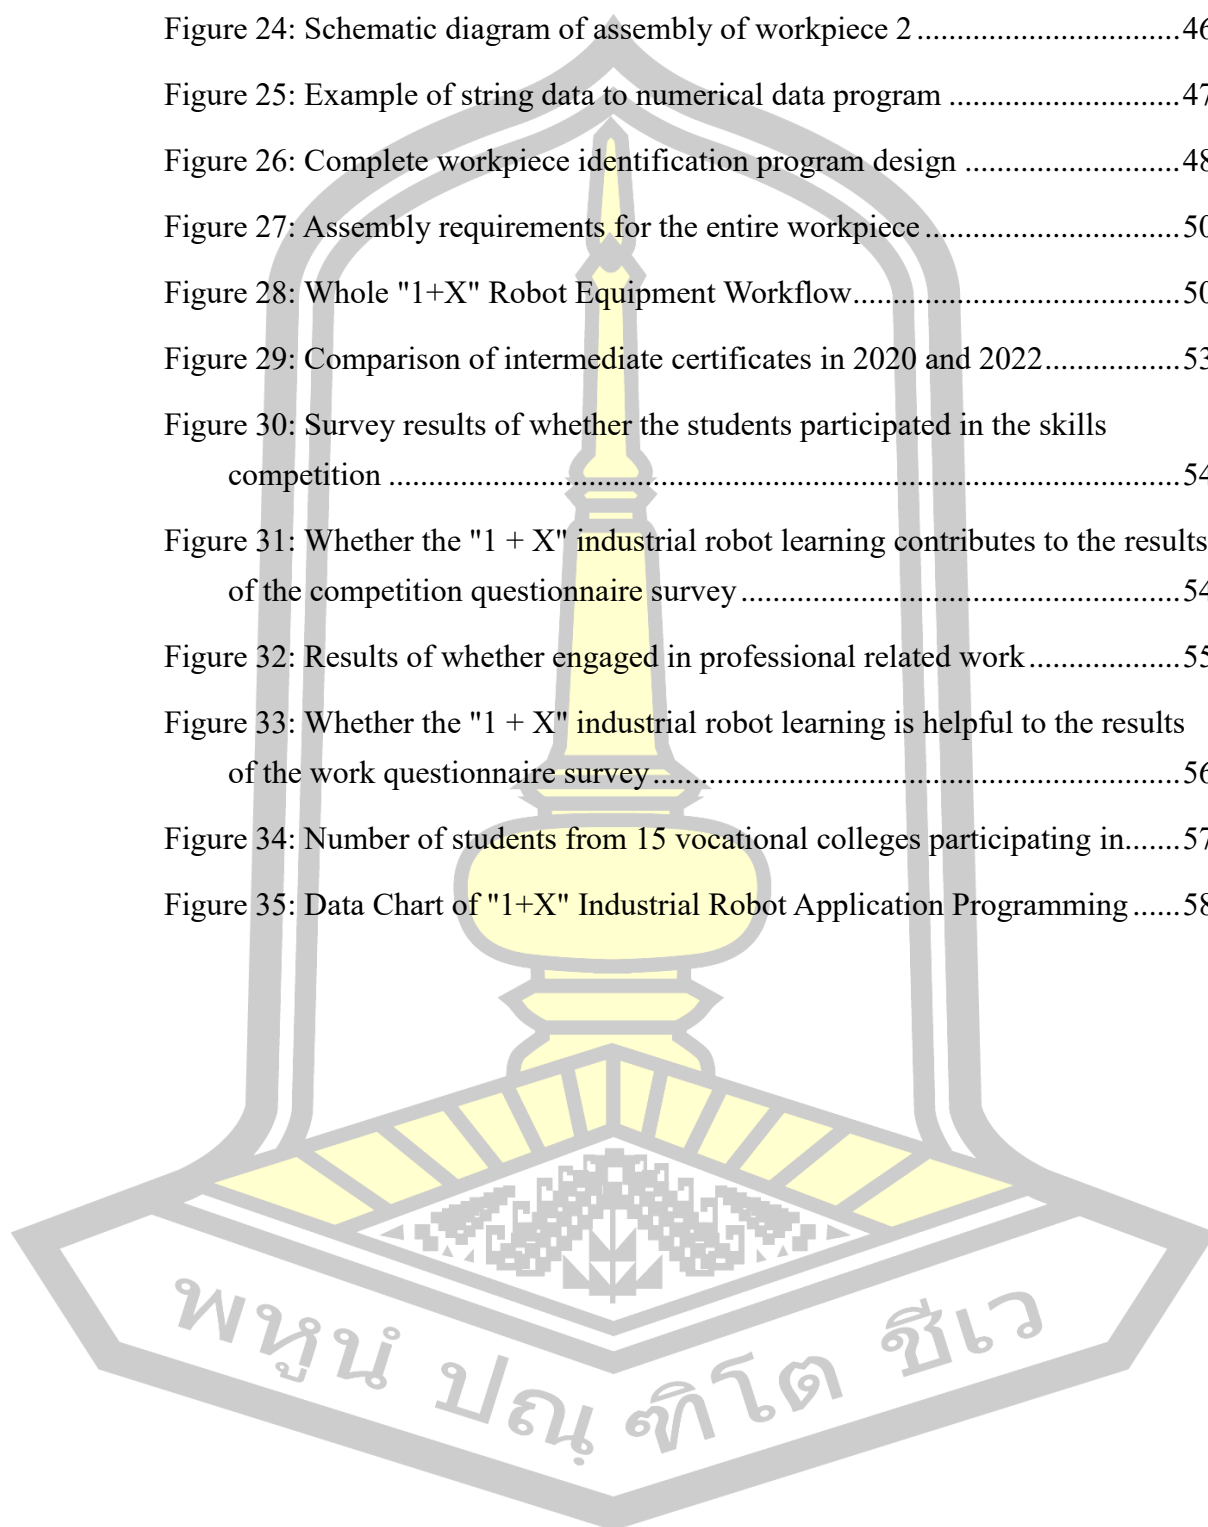 Figure 24: Schematic diagram of assembly of workpiece 2.................................46
Figure 25: Example of string data to numerical data program .............................47
Figure 26: Complete workpiece identification program design ...........................48
Figure 27: Assembly requirements for the entire workpiece................................50
Figure 28: Whole "1+X" Robot Equipment Workflow.........................................50
Figure 29: Comparison of intermediate certificates in 2020 and 2022.................53
Figure 30: Survey results of whether the students participated in the skills
competition ...................................................................................................54
Figure 31: Whether the "1 + X" industrial robot learning contributes to the results
of the competition questionnaire survey.......................................................54
Figure 32: Results of whether engaged in professional related work...................55
Figure 33: Whether the "1 + X" industrial robot learning is helpful to the results
of the work questionnaire survey..................................................................56
Figure 34: Number of students from 15 vocational colleges participating in.......57
Figure 35: Data Chart of "1+X" Industrial Robot Application Programming......58
พหูนํ ปณฺ ฑิโต ชีเว